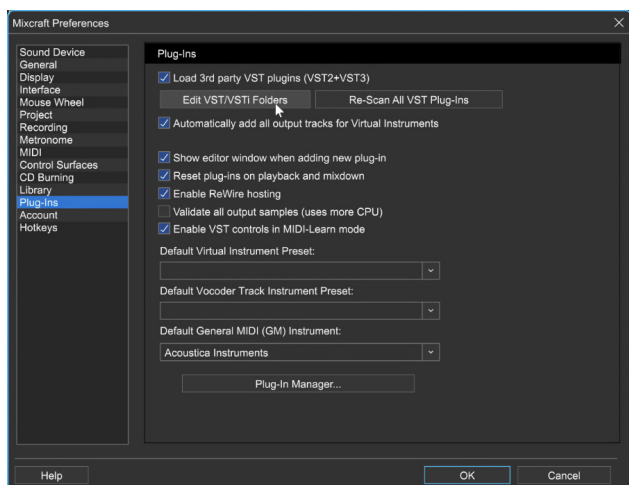 Mixcraft Preferences
Sound Device
General
Display
Interface
Mouse Wheel
Project
Recording
Metronome
MIDI
Control Surfaces
CD Burning
Library
Plug-Ins
Account
Hotkeys
Plug-Ins
Load 3rd party VST plugins (VST2+VST3)
Edit VST/VSTi Folders Re-Scan All VST Plug-Ins
Automatically add all output tracks for Virtual Instruments
Show editor window when adding new plug-in
Reset plug-ins on playback and mixdown
Enable ReWire hosting
Validate all output samples (uses more CPU)
Enable VST controls in MIDI-Learn mode
Default Virtual Instrument Preset:
Default Vocoder Track Instrument Preset:
Default General MIDI (GM) Instrument:
Acoustica Instruments
Plug-In Manager...
Help OK Cancel